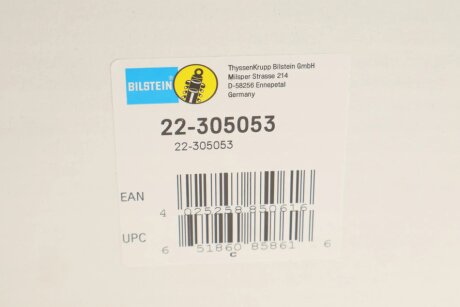 BILSTEIN
ThyssenKrupp Bilstein GmbH
Milsper Strasse 214
D-58256 Ennepetal
Germany
22-305053
22-305053
EAN
4 025258 850616
UPC
6 51860 85861 6
C